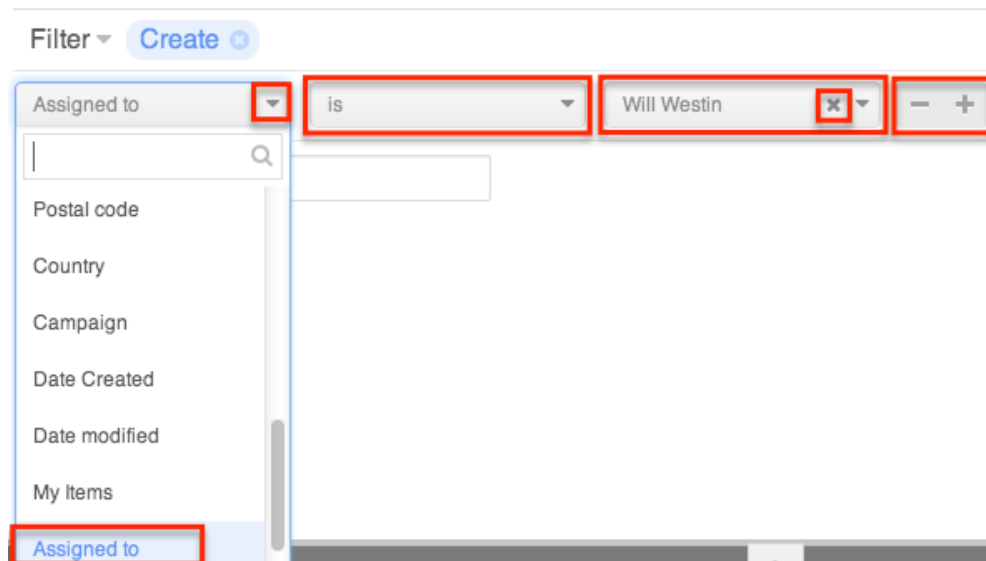 Filter Create
Assigned to is Will Westin
Postal code
Country
Campaign
Date Created
Date modified
My Items
Assigned to